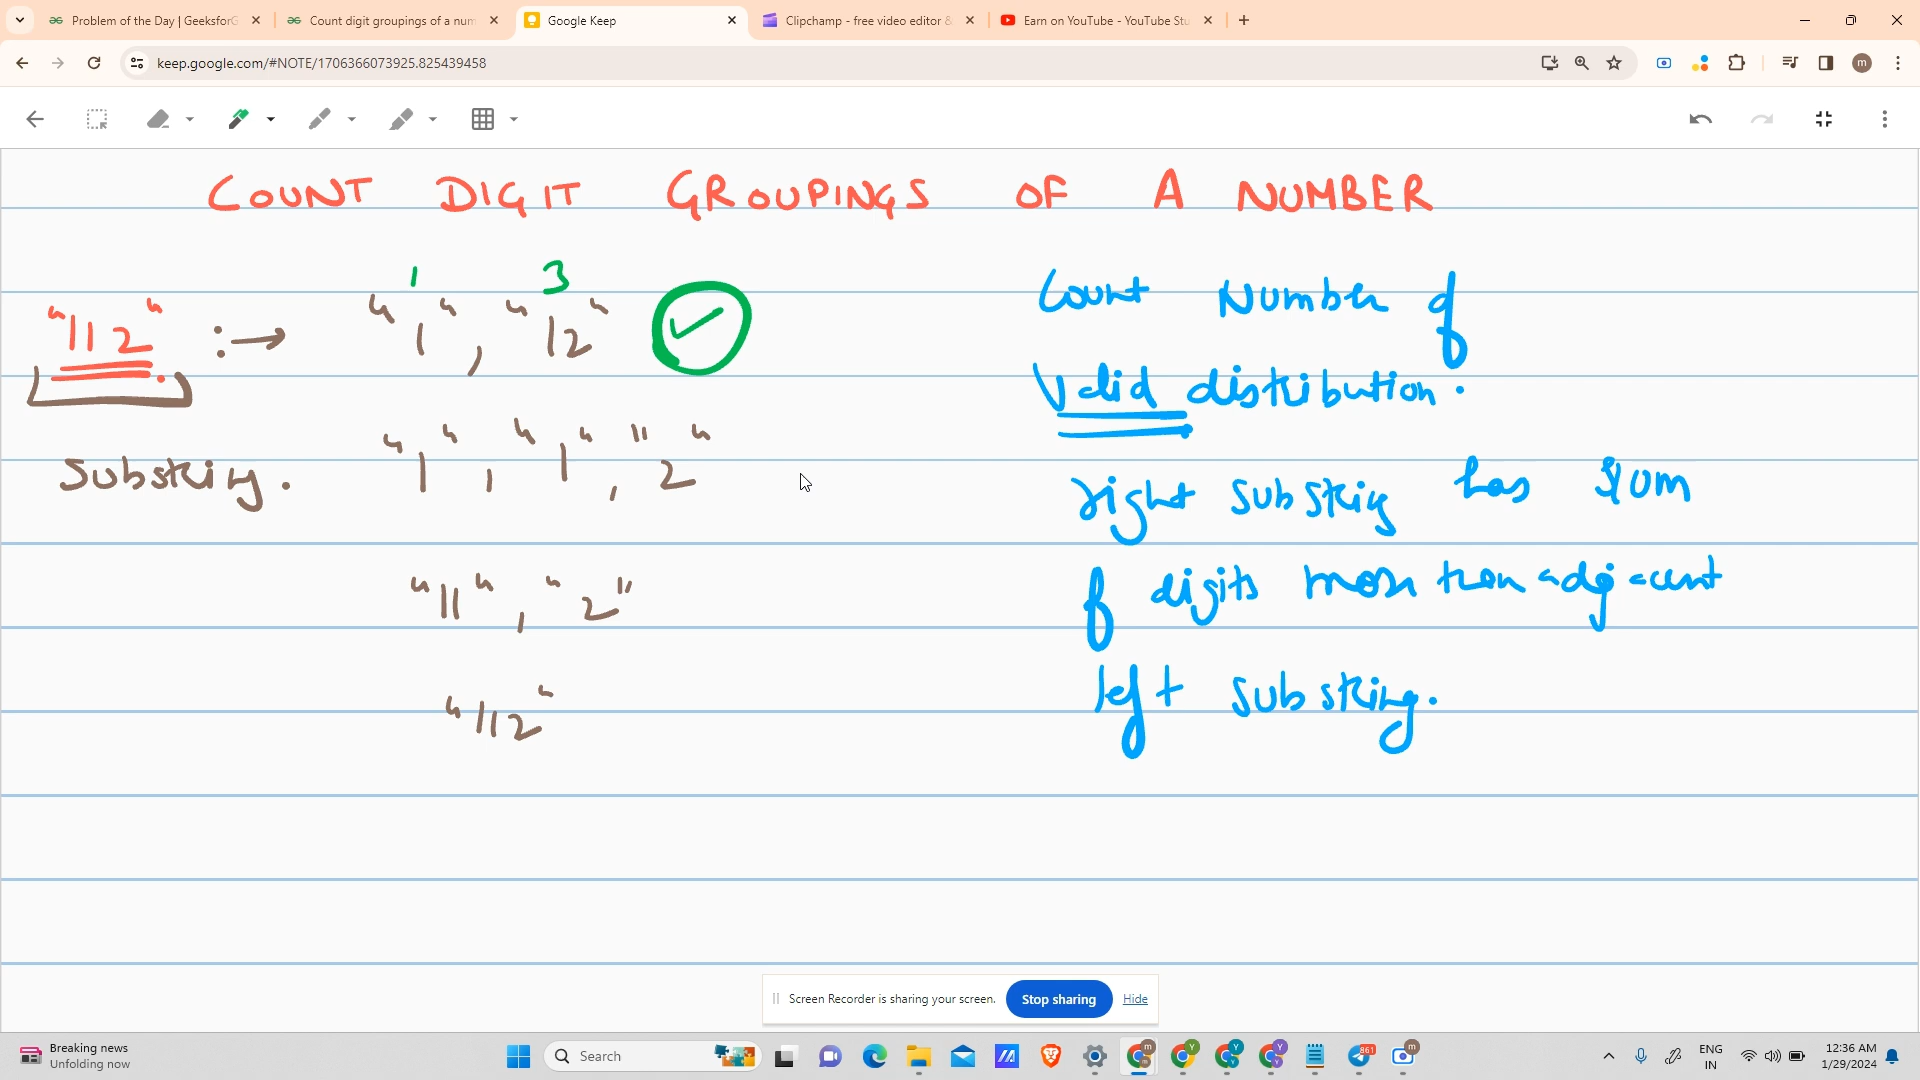 Problem of the Day | GeeksforG
Count digit groupings of a num
Google Keep
Clipchamp - free video editor &
Earn on YouTube - YouTube Stu
keep.google.com/#NOTE/1706366073925.825439458
m
COUNT DIGIT GROUPINGS OF A NUMBER
1 3
"112" :→ "1", "12"
"1", "1", "2"
Substring.
"11", "2"
"112"
Count Number of
Valid distribution.
right substring has sum
of digits more than adjacent
left substring.
Screen Recorder is sharing your screen.
Stop sharing
Hide
Breaking news
Unfolding now
Search
861
ENG
IN
12:36 AM
1/29/2024